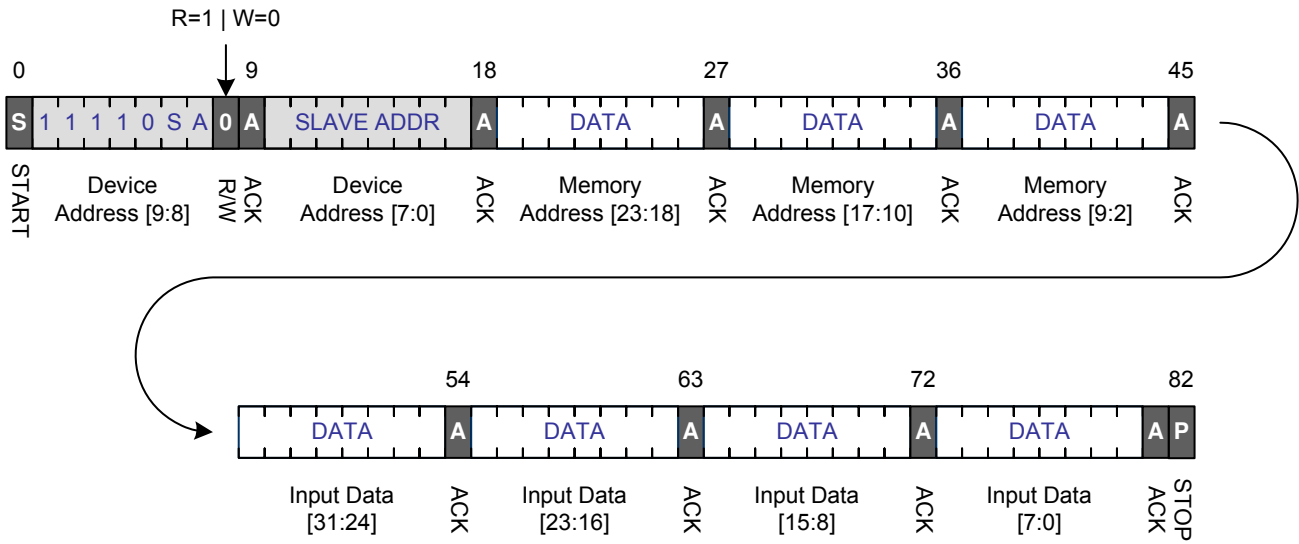 R=1 | W=0
0 9 18 27 36 45
S 1 1 1 1 0 S A 0 A SLAVE ADDR A DATA A DATA A DATA A
START
Device
Address [9:8]
R/W
ACK
Device
Address [7:0]
ACK
Memory
Address [23:18]
ACK
Memory
Address [17:10]
ACK
Memory
Address [9:2]
ACK
54 63 72 82
DATA A DATA A DATA A DATA A P
Input Data
[31:24]
ACK
Input Data
[23:16]
ACK
Input Data
[15:8]
ACK
Input Data
[7:0]
ACK
STOP